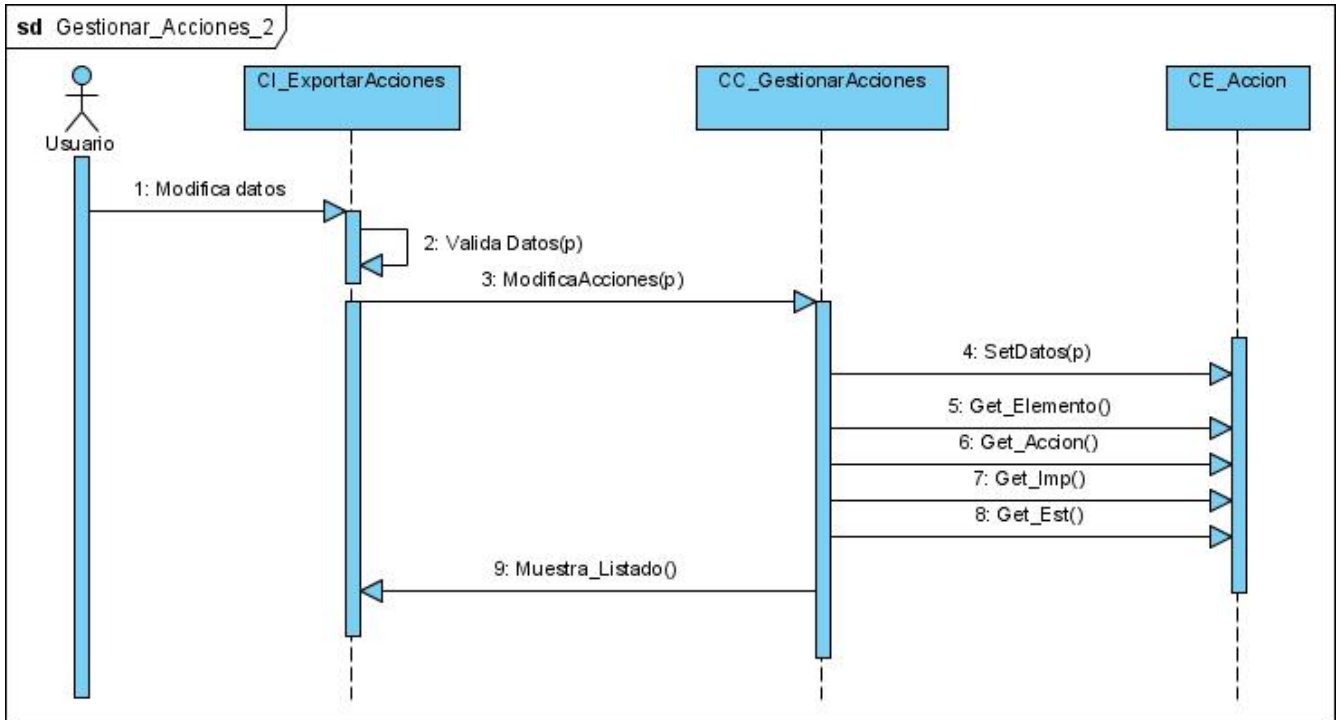 sd Gestionar_Acciones_2
CI_ExportarAcciones
CC_GestionarAcciones
CE_Accion
Usuario
1: Modifica datos
2: Valida Datos(p)
3: ModificaAcciones(p)
4: SetDatos(p)
5: Get_Elemento()
6: Get_Accion()
7: Get_Imp()
8: Get_Est()
9: Muestra_Listado()